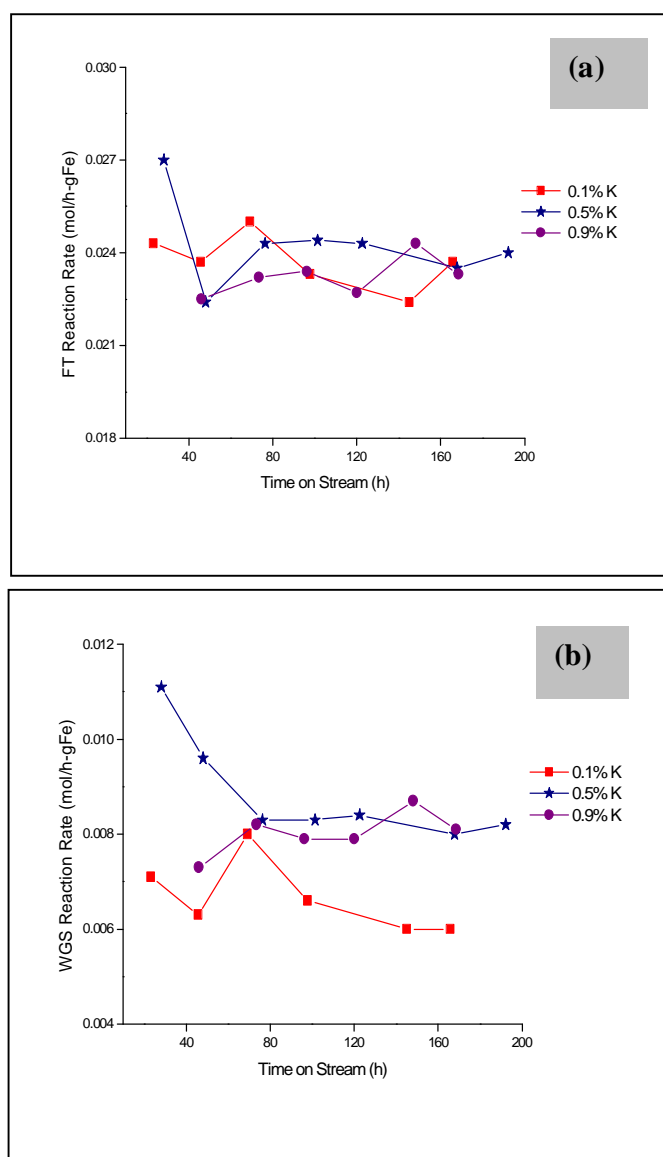 (a)
0.030
0.027
0.024
0.021
0.018
FT Reaction Rate (mol/h-gFe)
0.1% K
0.5% K
0.9% K
40 80 120 160 200
Time on Stream (h)
(b)
0.012
0.010
0.008
0.006
0.004
WGS Reaction Rate (mol/h-gFe)
0.1% K
0.5% K
0.9% K
40 80 120 160 200
Time on Stream (h)